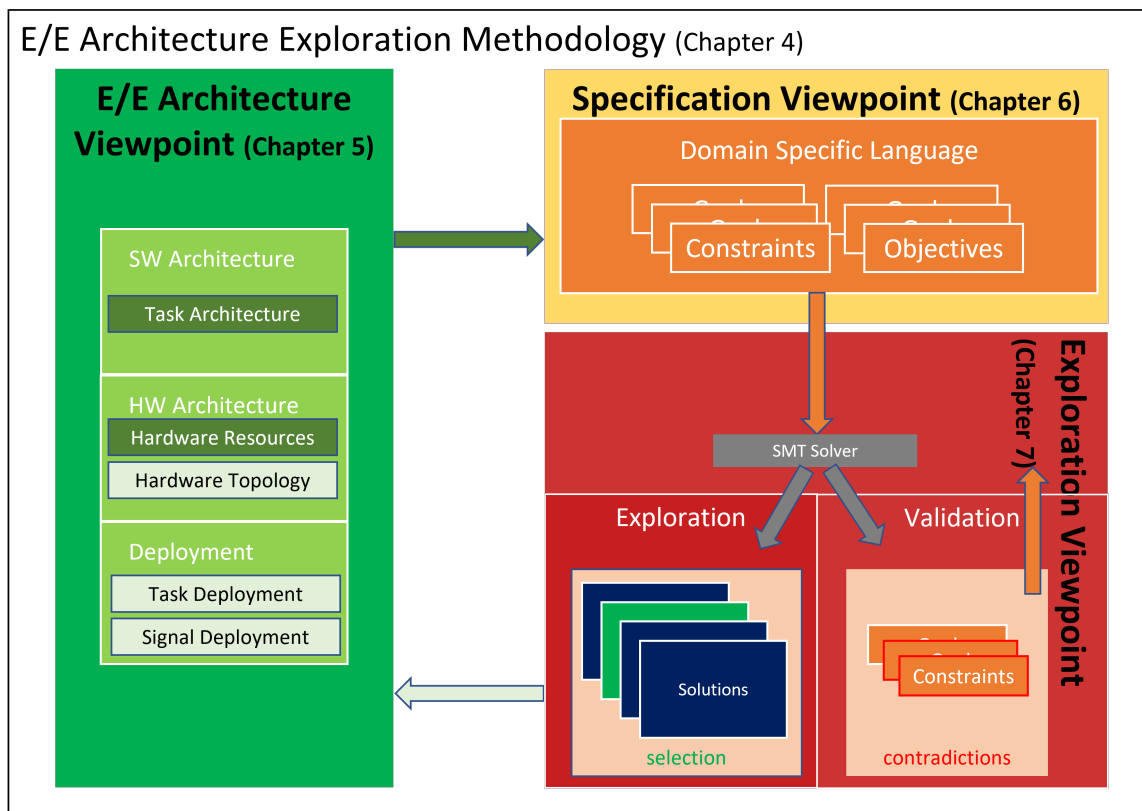 E/E Architecture Exploration Methodology (Chapter 4)
E/E Architecture
Viewpoint (Chapter 5)
SW Architecture
Task Architecture
HW Architecture
Hardware Resources
Hardware Topology
Deployment
Task Deployment
Signal Deployment
Specification Viewpoint (Chapter 6)
Domain Specific Language
Constraints
Objectives
Exploration Viewpoint
(Chapter 7)
SMT Solver
Exploration
Solutions
selection
Validation
Constraints
contradictions